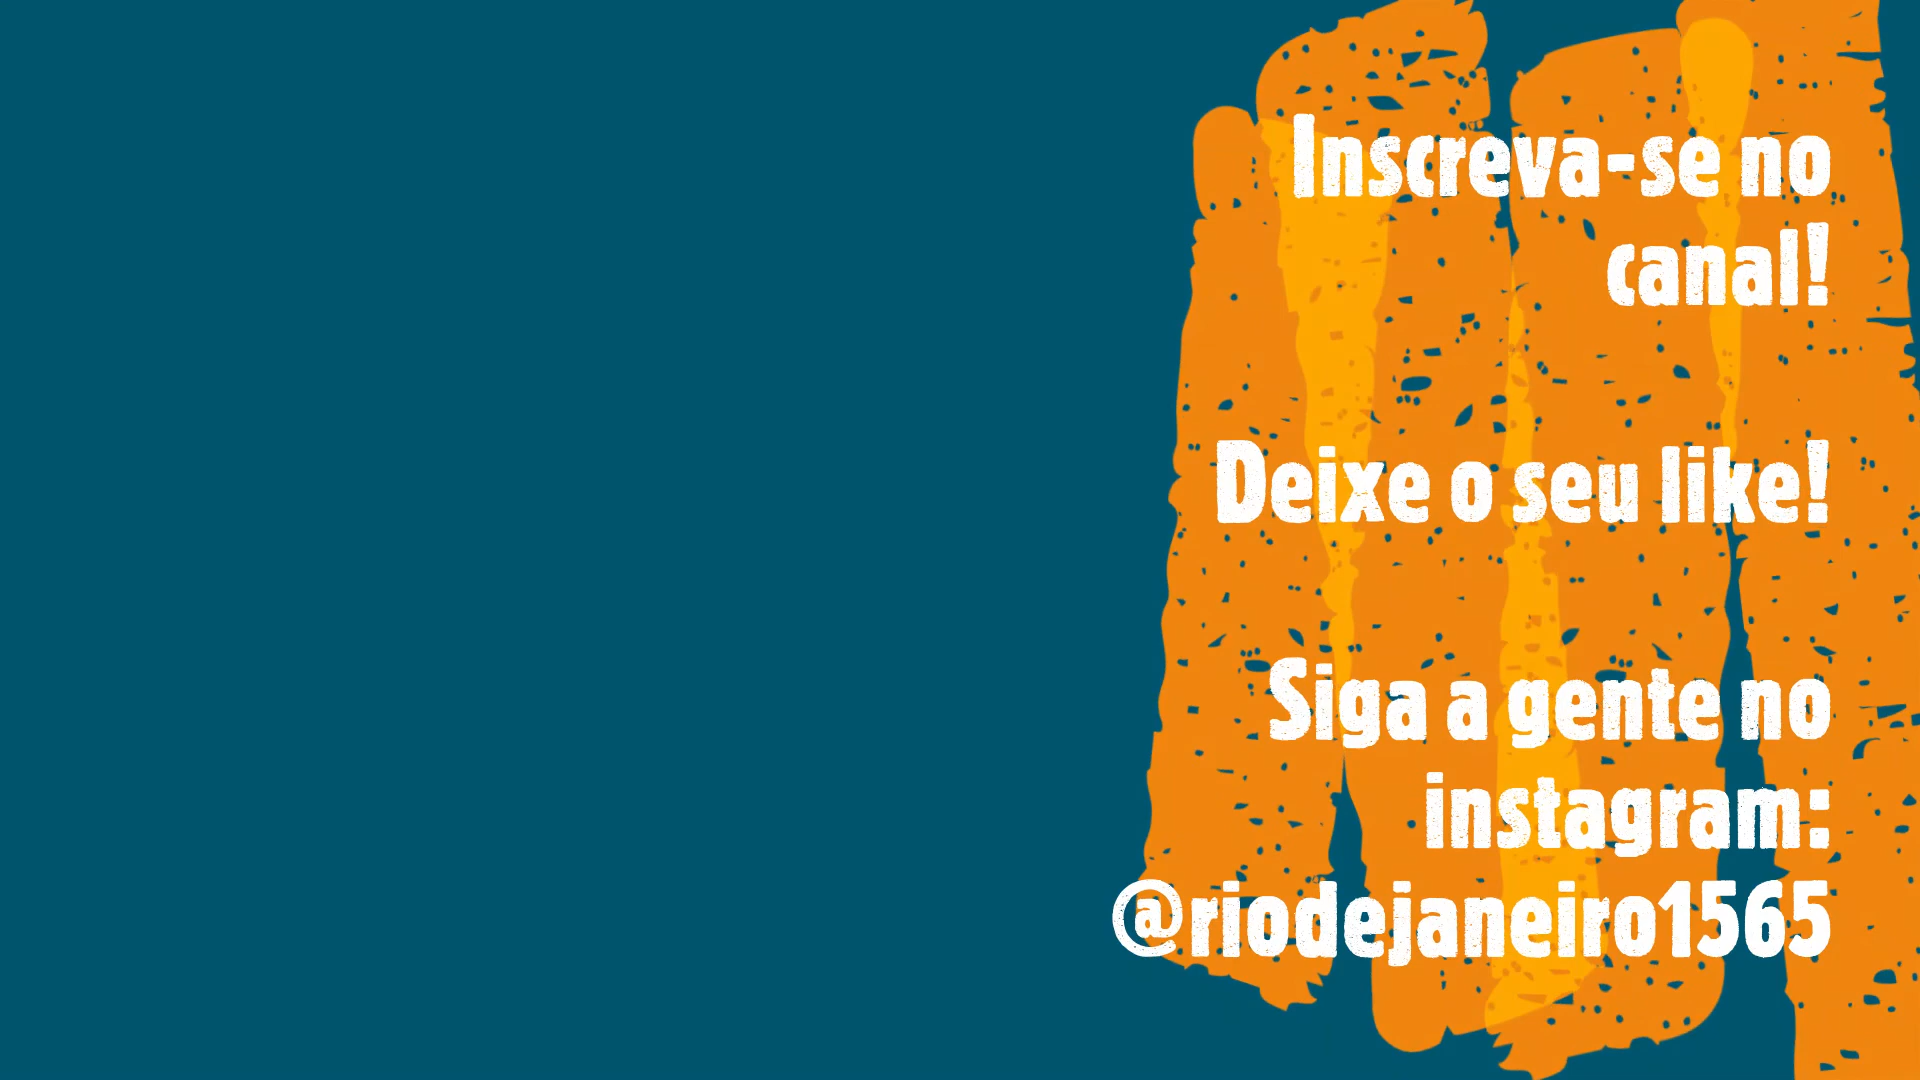 Inscreva-se no
canal!
Deixe o seu like!
Siga a gente no
instagram:
@riodejaneiro1565